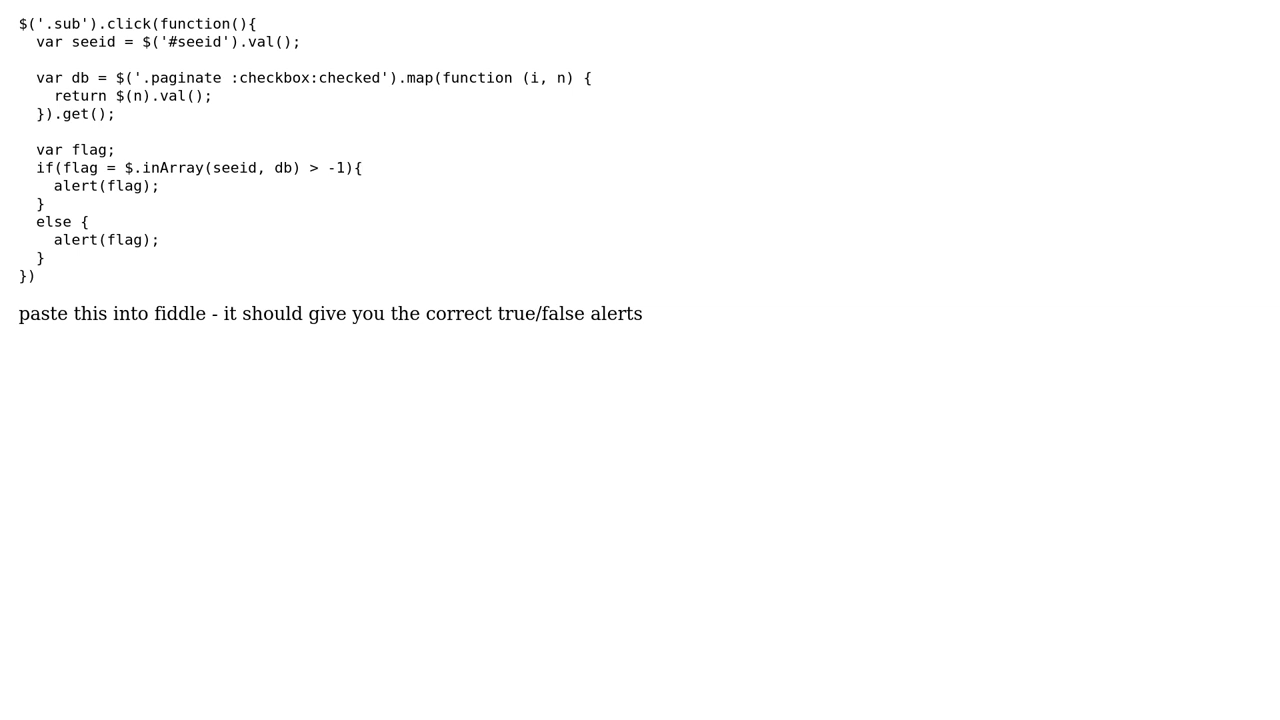 $('.sub').click(function(){
  var seeid = $('#seeid').val();

  var db = $('.paginate :checkbox:checked').map(function (i, n) {
    return $(n).val();
  }).get();

  var flag;
  if(flag = $.inArray(seeid, db) > -1){
    alert(flag);
  }
  else {
    alert(flag);
  }
})
paste this into fiddle - it should give you the correct true/false alerts